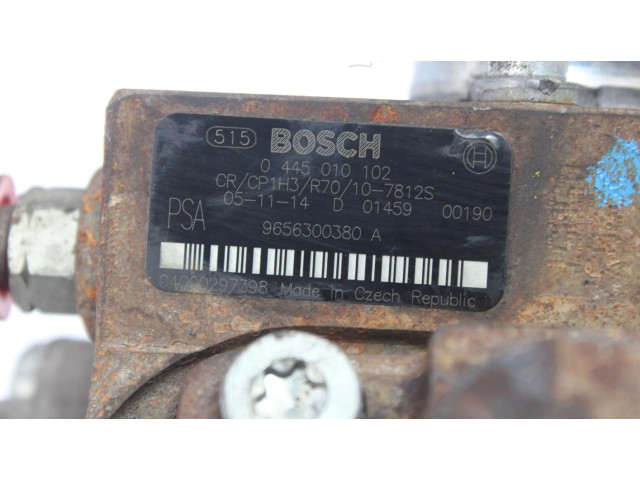 515 BOSCH
0 445 010 102
CR/CP1H3/R70/10-7812S
05-11-14 D 01459 00190
PSA 9656300380 A
04000297398 Made in Czech Republic